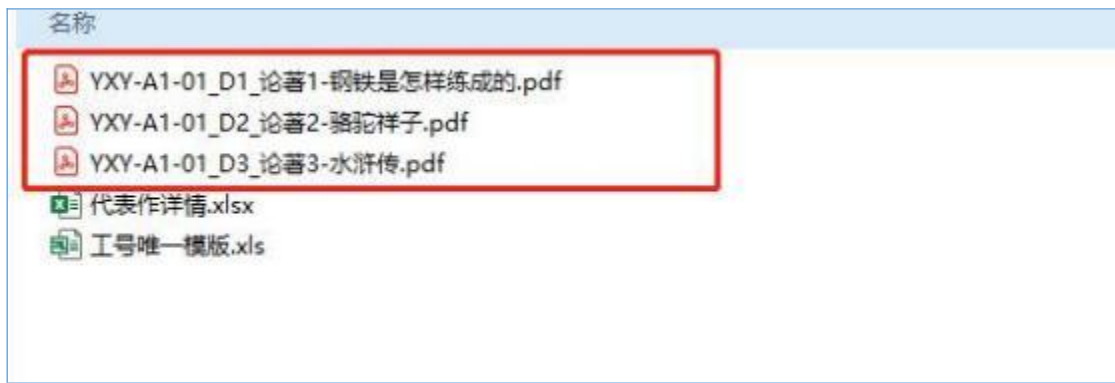 名称
YXY-A1-01_D1_论著1-钢铁是怎样练成的.pdf
YXY-A1-01_D2_论著2-骆驼祥子.pdf
YXY-A1-01_D3_论著3-水浒传.pdf
代表作详情.xlsx
工号唯一模版.xls